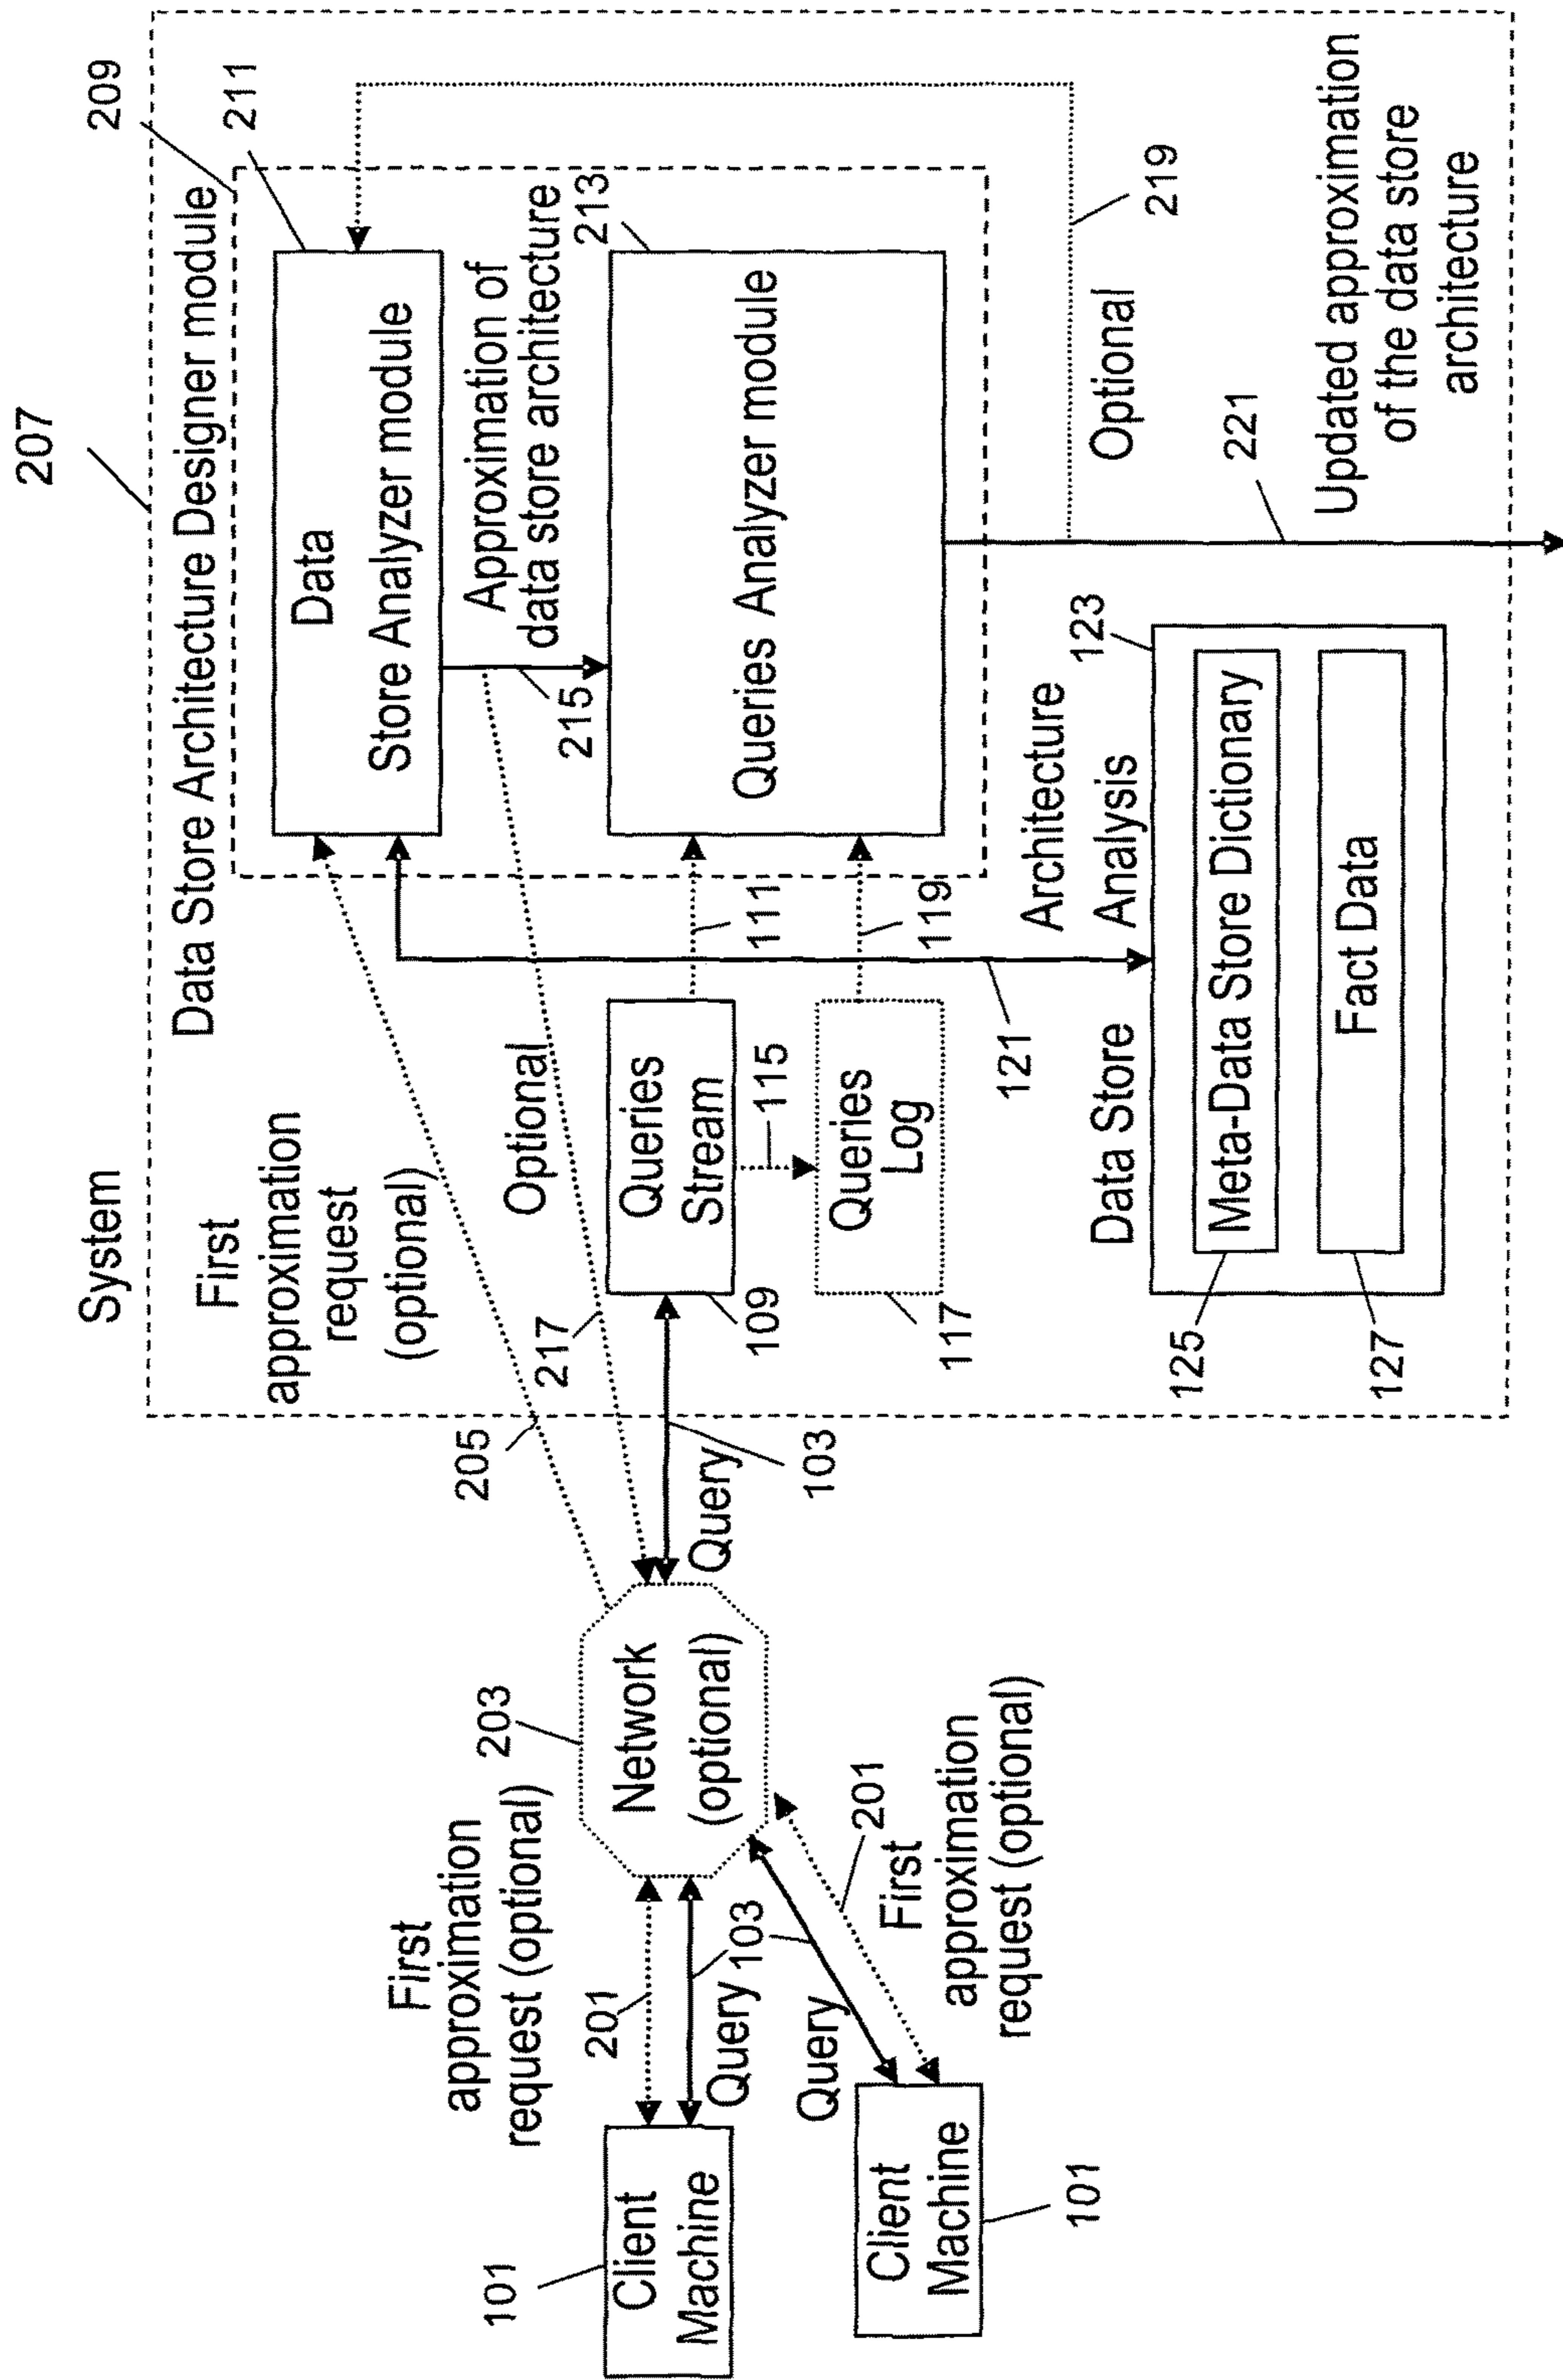 207
209
System
Data Store Architecture Designer module
211
First
approximation
request
(optional)
Data
Store Analyzer module
Approximation of
data store architecture
213
215
Optional
217
205
Queries
Stream
109
111
115
Queries
Log
117
119
Queries Analyzer module
121
Architecture
Analysis
Data Store
123
Meta-Data Store Dictionary
125
Fact Data
127
Optional
219
221
Updated approximation
of the data store
architecture
Query
103
203
Network
(optional)
First
approximation
request (optional)
201
103
Query
Query
201
First
approximation
request (optional)
Client
Machine
101
Client
Machine
101